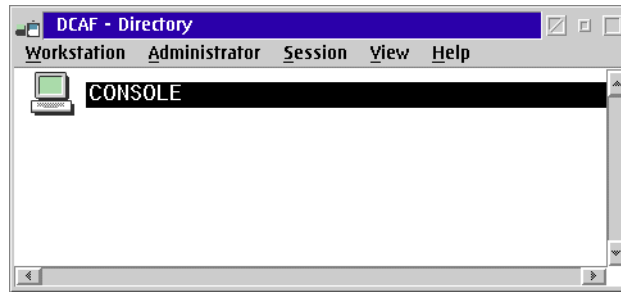 DCAF - Directory
Workstation Administrator Session View Help
CONSOLE